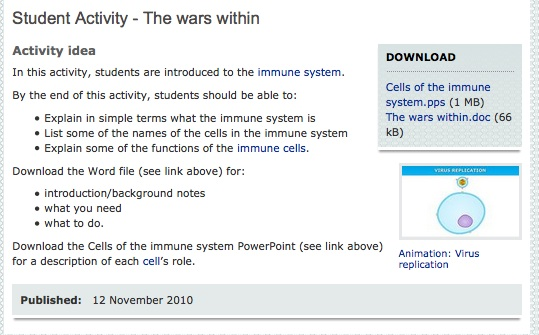 Student Activity - The wars within
Activity idea
In this activity, students are introduced to the immune system.
By the end of this activity, students should be able to:
• Explain in simple terms what the immune system is
• List some of the names of the cells in the immune system
• Explain some of the functions of the immune cells.
Download the Word file (see link above) for:
• introduction/background notes
• what you need
• what to do.
Download the Cells of the immune system PowerPoint (see link above)
for a description of each cell's role.
DOWNLOAD
Cells of the immune
system.pps (1 MB)
The wars within.doc (66
kB)
VIRUS REPLICATION
Animation: Virus
replication
Published: 12 November 2010